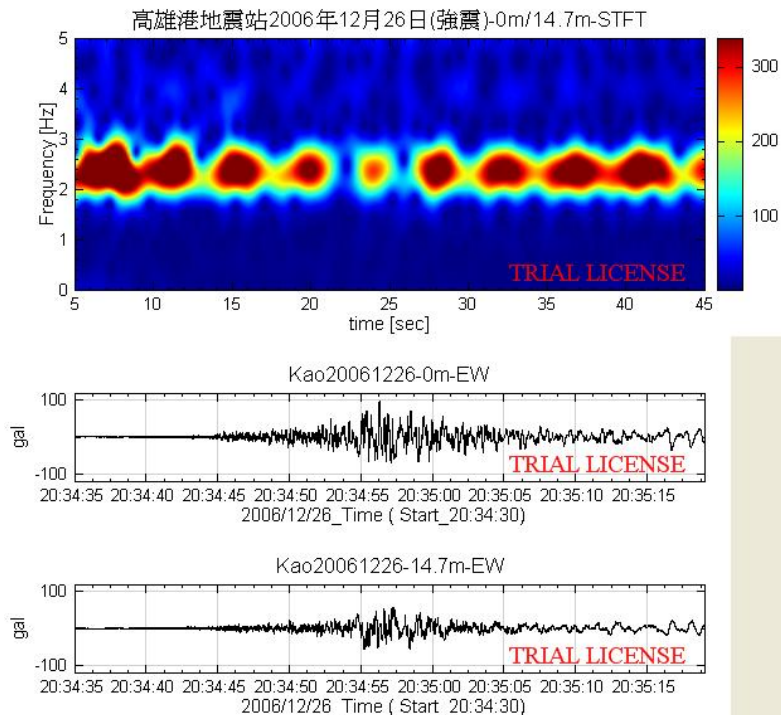 高雄港地震站2006年12月26日(強震)-0m/14.7m-STFT
Frequency [Hz]
5
4
3
2
1
0
300
200
100
TRIAL LICENSE
5 10 15 20 25 30 35 40 45
time [sec]
Kao20061226-0m-EW
gal
100
-100
TRIAL LICENSE
20:34:35 20:34:40 20:34:45 20:34:50 20:34:55 20:35:00 20:35:05 20:35:10 20:35:15
2006/12/26_Time ( Start_20:34:30)
Kao20061226-14.7m-EW
gal
100
-100
TRIAL LICENSE
20:34:35 20:34:40 20:34:45 20:34:50 20:34:55 20:35:00 20:35:05 20:35:10 20:35:15
2006/12/26_Time ( Start_20:34:30)